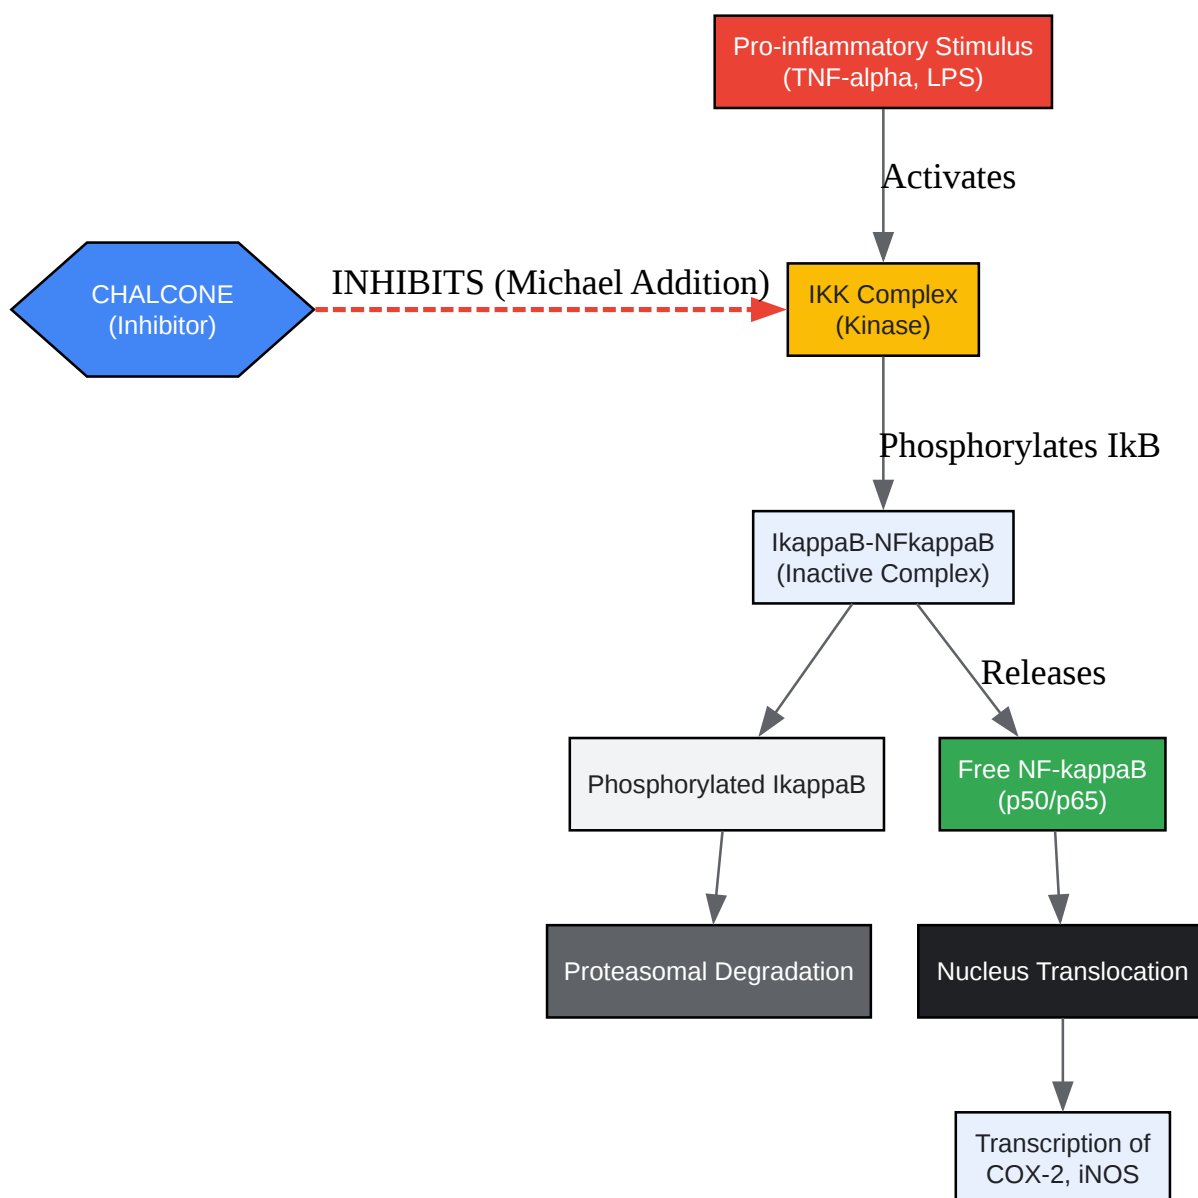 Pro-inflammatory Stimulus
(TNF-alpha, LPS)
Activates
CHALCONE
(Inhibitor)
INHIBITS (Michael Addition)
IKK Complex
(Kinase)
Phosphorylates IkB
IkappaB-NFkappaB
(Inactive Complex)
Releases
Phosphorylated IkappaB
Free NF-kappaB
(p50/p65)
Proteasomal Degradation
Nucleus Translocation
Transcription of
COX-2, iNOS